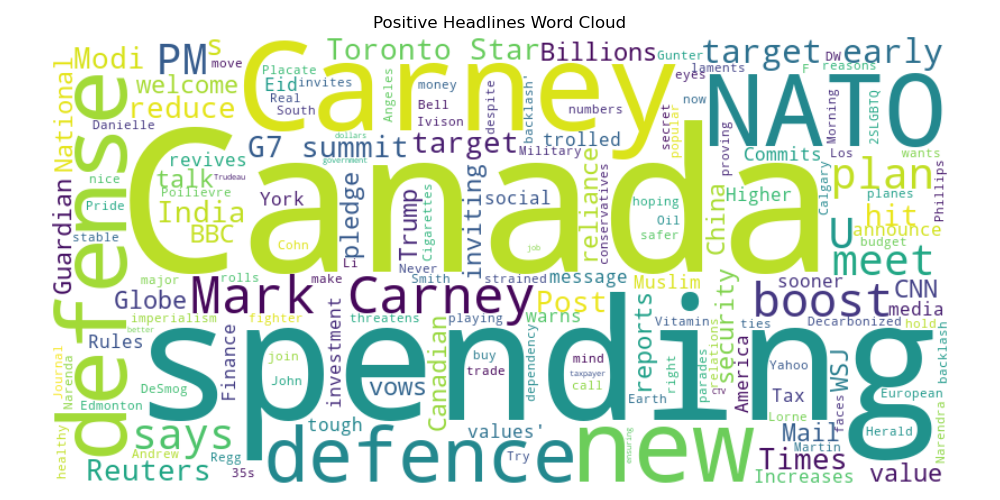 Positive Headlines Word Cloud
Modi
PM
s
move
Carney
Toronto Star
Billions
Gunter
target
early
DW
laments
F
reasons
National
welcome
reduce
Danielle
Placate
Eid
invites
Real
South
Angeles
money
Bell
Ivison
despite
backlash'
numbers
eyes
secret
popular
now
NATO
Morning
2SLGBTQ
defense
G7 summit
target
Military
trolled
dollars
government
Canada
proving
Commits
Los
wants
revives
talk
Trudeau
Poilievre
nice
Pride
India
BBC
stable
York
Cohn
pledge
Trump
Cigarettes
Li
Never
Smith
inviting
social
strained
job
reliance
conservatives
hoping
Oil
safer
China
Higher
Calgary
plan
planes
Phillips
hit
announce
U
budget
meet
Guardian
major
rolls
make
message
Muslim
security
sooner
CNN
media
Globe
Mark Carney
Post
boost
imperialism
fighter
better
threatens
playing
warns
Vitamin
ties
Decarbonized
hold
Rules
Finance
join
John
investment
Canadian
buy
trade
dependency
mind
taxpayer
call
reports
Earth
right
parades
relations
CTV
America
Yahoo
Tax
WSJ
European
backlash
Journal
Narenda
DeSmog
Edmonton
spending
vows
tough
values'
Try
Lorne
faces
Herald
Narendra
healthy
says
Andrew
Regg
35s
Reuters
defence
ensuring
new
Mail
Martin
Times
Increases
value